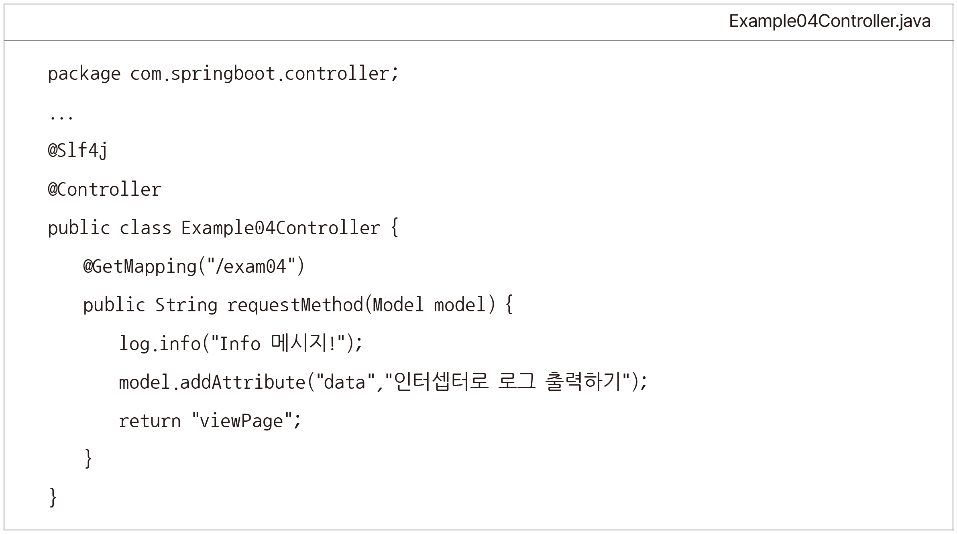 Example04Controller.java
package com.springboot.controller;
...
@Slf4j
@Controller
public class Example04Controller {
@GetMapping("/exam04")
public String requestMethod(Model model) {
log.info("Info 메시지!");
model.addAttribute("data","인터셉터로 로그 출력하기");
return "viewPage";
}
}